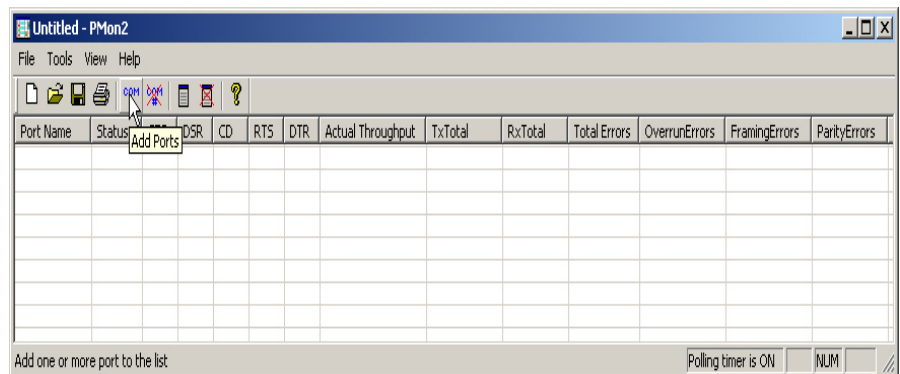 Untitled - PMon2
File Tools View Help
COM COM
Port Name Status DSR CD RTS DTR Actual Throughput TxTotal RxTotal Total Errors OverrunErrors FramingErrors ParityErrors
Add Ports
Add one or more port to the list Polling timer is ON NUM